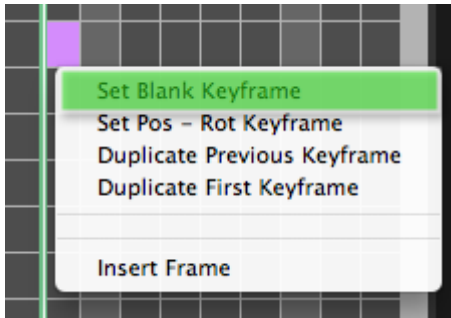 Set Blank Keyframe
Set Pos – Rot Keyframe
Duplicate Previous Keyframe
Duplicate First Keyframe
Insert Frame